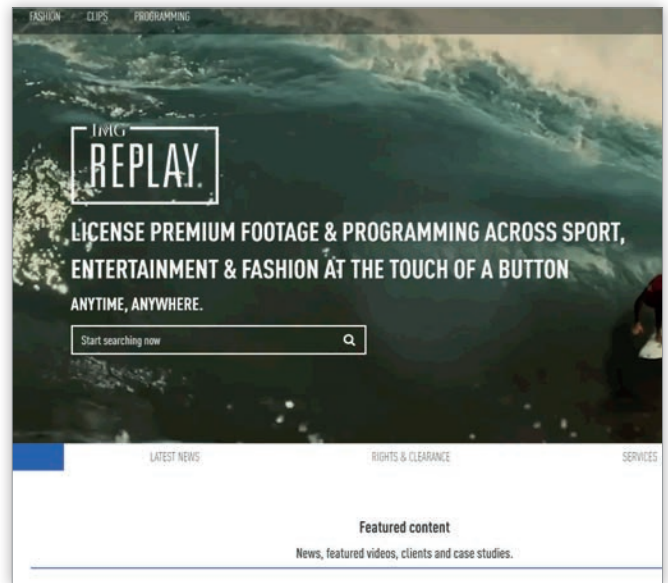 FASHION CLIPS PROGRAMMING
IMG
REPLAY
LICENSE PREMIUM FOOTAGE & PROGRAMMING ACROSS SPORT,
ENTERTAINMENT & FASHION AT THE TOUCH OF A BUTTON
ANYTIME, ANYWHERE.
Start searching now
LATEST NEWS RIGHTS & CLEARANCE SERVICES
Featured content
News, featured videos, clients and case studies.